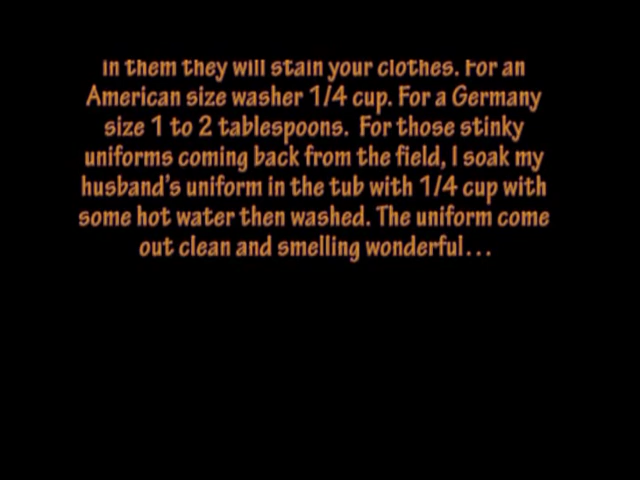 in them they will stain your clothes. For an
American size washer 1/4 cup. For a Germany
size 1 to 2 tablespoons. For those stinky
uniforms coming back from the field, I soak my
husband's uniform in the tub with 1/4 cup with
some hot water then washed. The uniform come
out clean and smelling wonderful...